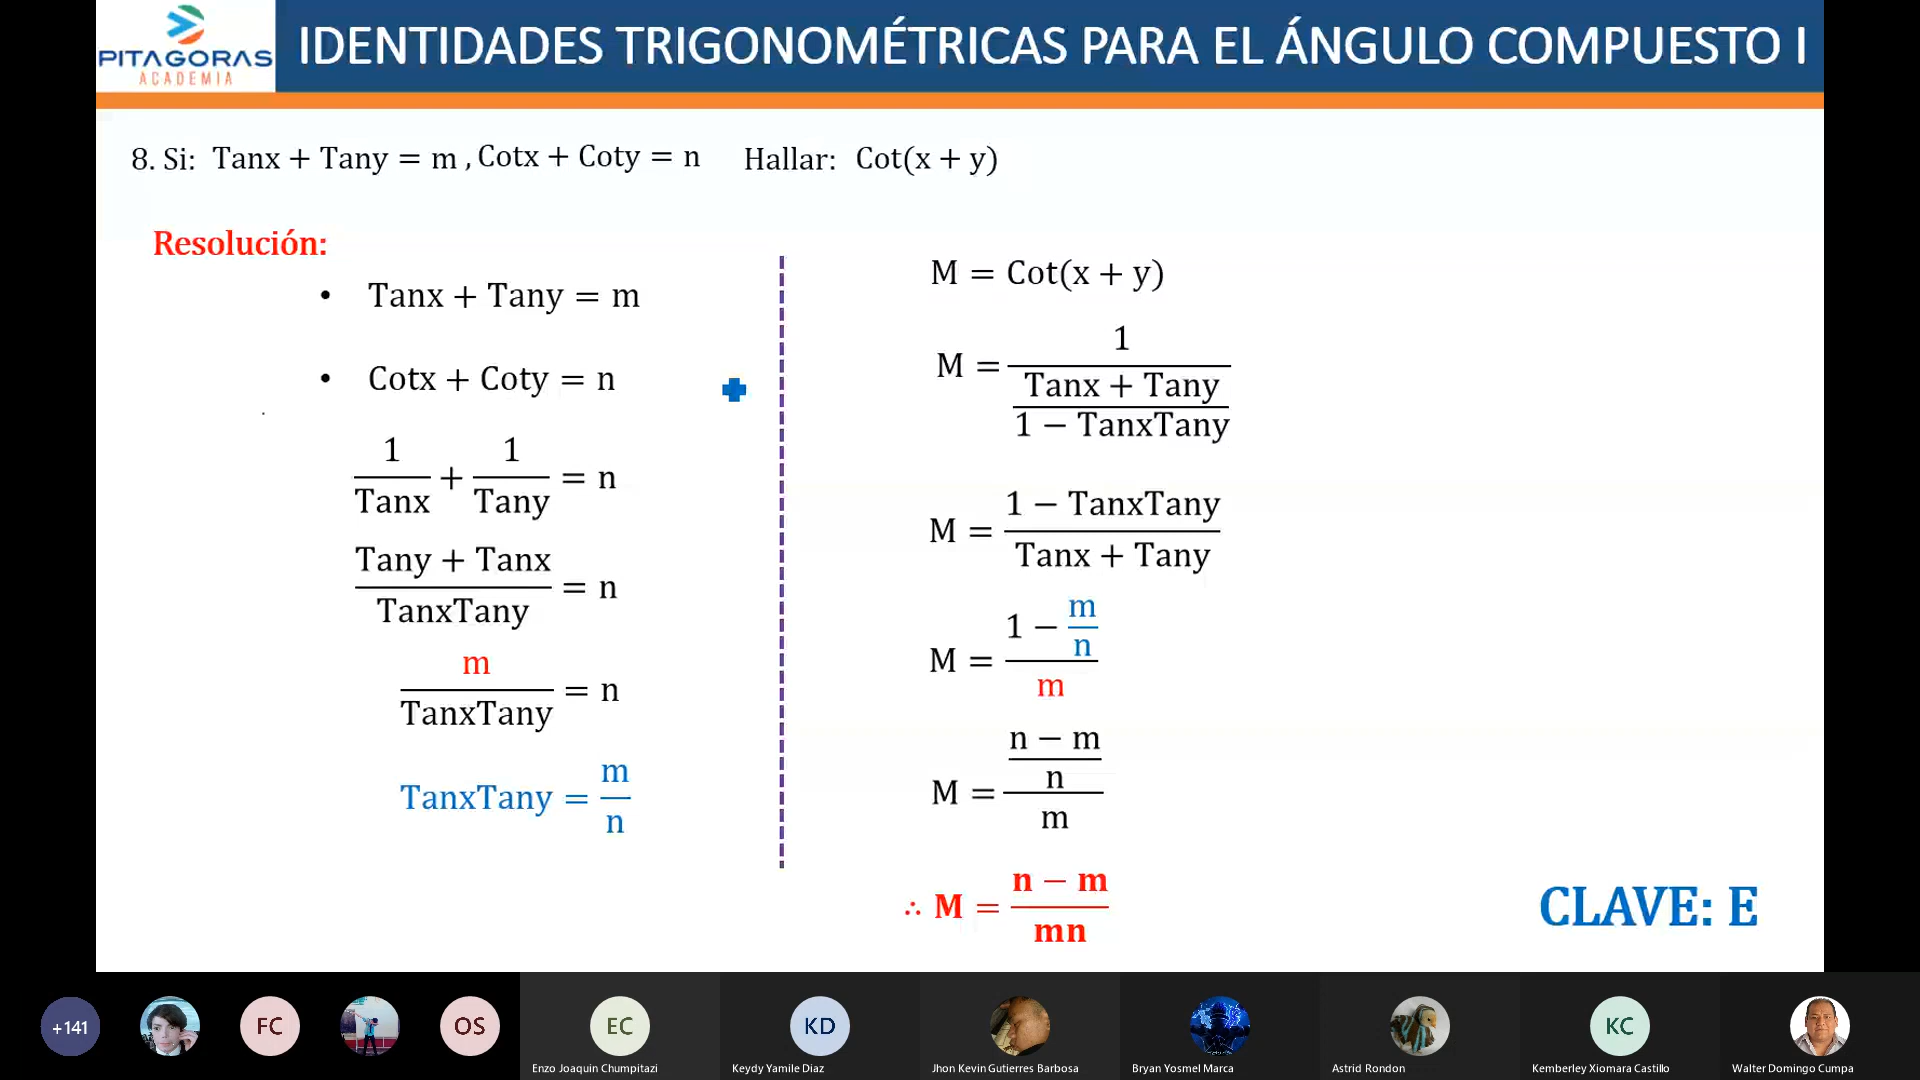 PITAGORAS
ACADEMIA
IDENTIDADES TRIGONOMÉTRICAS PARA EL ÁNGULO COMPUESTO I
8. Si: Tanx + Tany = m , Cotx + Coty = n Hallar: Cot(x + y)
Resolución:
• Tanx + Tany = m
• Cotx + Coty = n
1/Tanx + 1/Tany = n
(Tany + Tanx)/(TanxTany) = n
m/(TanxTany) = n
TanxTany = m/n
M = Cot(x + y)
M = 1/((Tanx + Tany)/(1 − TanxTany))
M = (1 − TanxTany)/(Tanx + Tany)
M = (1 − m/n)/m
M = ((n − m)/n)/m
∴ M = (n − m)/(mn)
CLAVE: E
+141
FC
OS
EC
KD
KC
Enzo Joaquin Chumpitazi
Keydy Yamile Diaz
Jhon Kevin Gutierres Barbosa
Bryan Yosmel Marca
Astrid Rondon
Kemberley Xiomara Castillo
Walter Domingo Cumpa